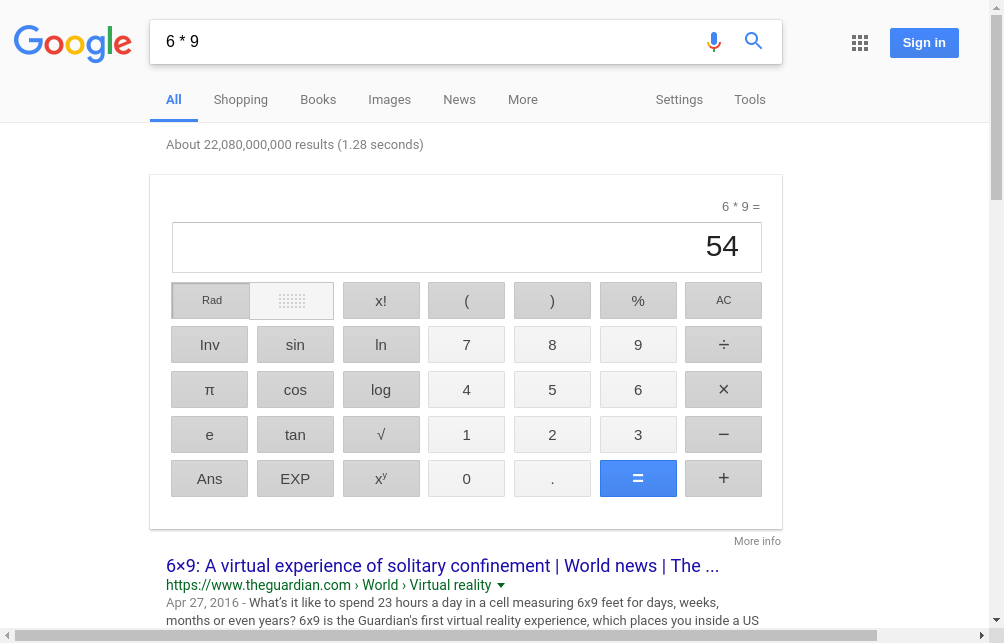 Google
6 * 9
Sign in
All Shopping Books Images News More Settings Tools
About 22,080,000,000 results (1.28 seconds)
6 * 9 =
54
Rad x! ( ) % AC
Inv sin ln 7 8 9 ÷
π cos log 4 5 6 ×
e tan √ 1 2 3 −
Ans EXP xʸ 0 . = +
More info
6×9: A virtual experience of solitary confinement | World news | The ...
https://www.theguardian.com › World › Virtual reality
Apr 27, 2016 - What's it like to spend 23 hours a day in a cell measuring 6x9 feet for days, weeks,
months or even years? 6x9 is the Guardian's first virtual reality experience, which places you inside a US